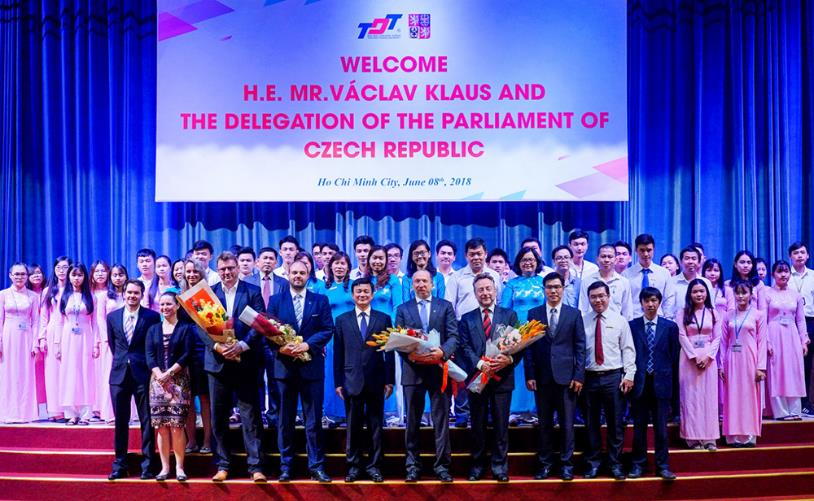 TDT
WELCOME
H.E. MR.VÁCLAV KLAUS AND
THE DELEGATION OF THE PARLIAMENT OF
CZECH REPUBLIC
Ho Chi Minh City, June 08th, 2018